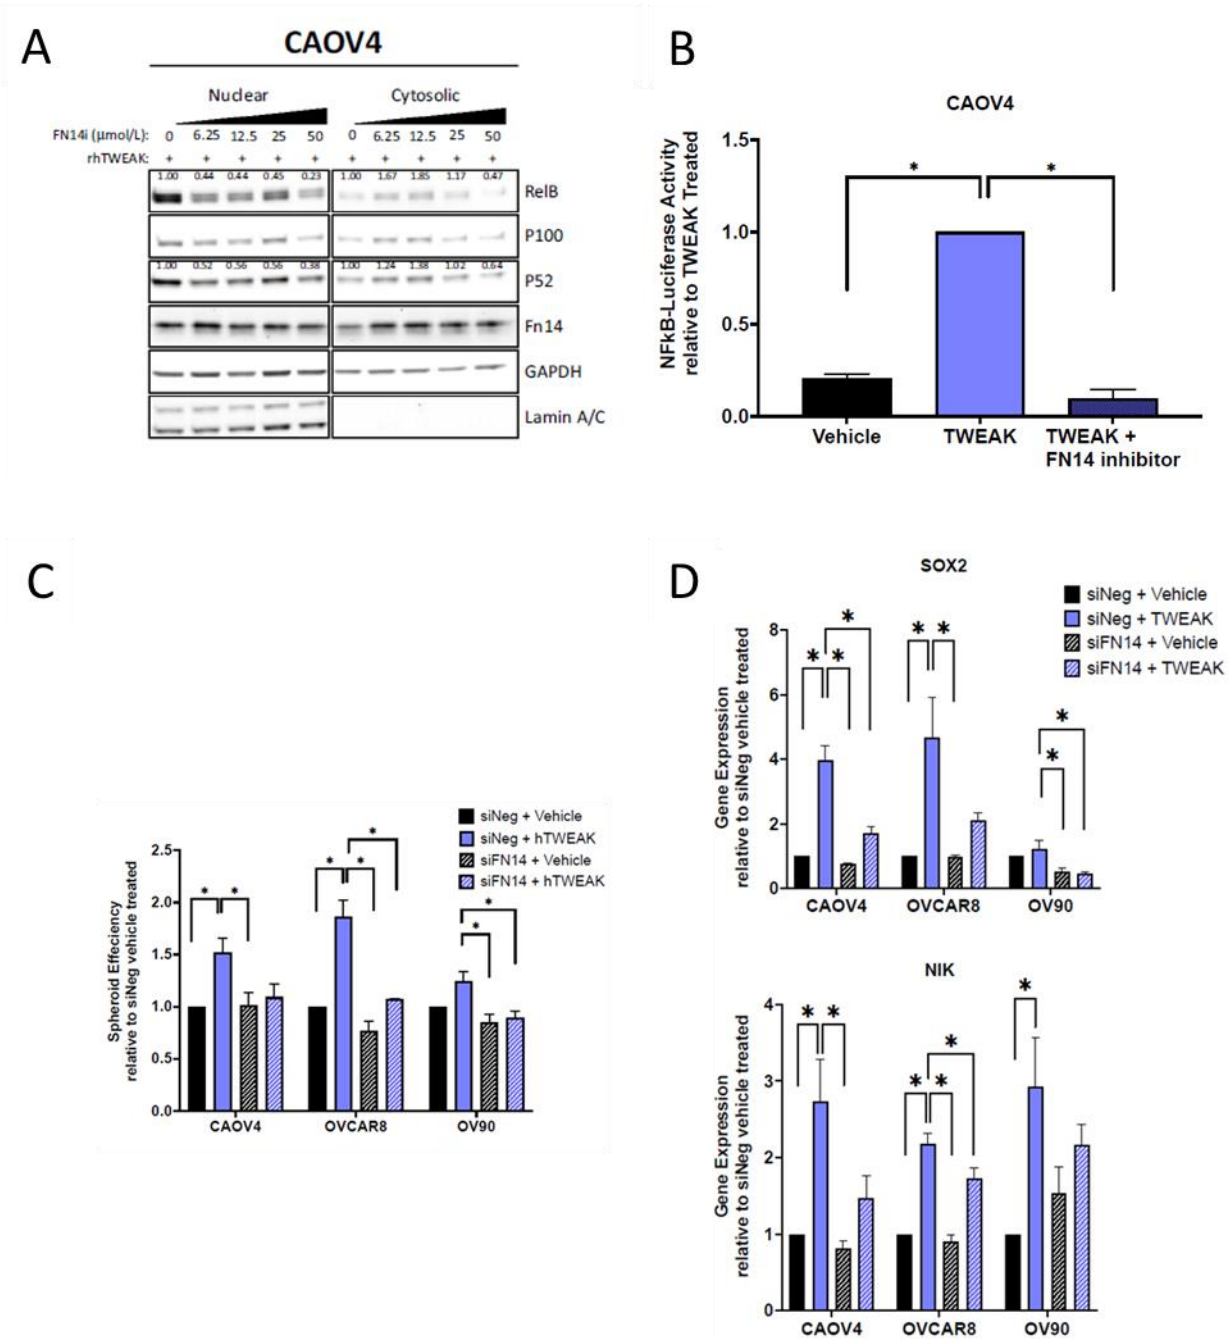 A
CAOV4
Nuclear Cytosolic
FN14i (µmol/L): 0 6.25 12.5 25 50 0 6.25 12.5 25 50
rhTWEAK: + + + + + + + + + +
1.00 0.44 0.44 0.45 0.23 1.00 1.67 1.85 1.17 0.47
RelB
P100
1.00 0.52 0.56 0.56 0.38 1.00 1.24 1.38 1.02 0.64
P52
Fn14
GAPDH
Lamin A/C
B
CAOV4
NFkB-Luciferase Activity
relative to TWEAK Treated
1.5
1.0
0.5
0.0
* *
Vehicle TWEAK TWEAK +
FN14 inhibitor
C
siNeg + Vehicle
siNeg + hTWEAK
siFN14 + Vehicle
siFN14 + hTWEAK
Spheroid Effeciency
relative to siNeg vehicle treated
2.5
2.0
1.5
1.0
0.5
0.0
* * * * * * *
CAOV4 OVCAR8 OV90
D
SOX2
siNeg + Vehicle
siNeg + TWEAK
siFN14 + Vehicle
siFN14 + TWEAK
Gene Expression
relative to siNeg vehicle treated
8
6
4
2
0
* * * * * * *
CAOV4 OVCAR8 OV90
NIK
Gene Expression
relative to siNeg vehicle treated
4
3
2
1
0
* * * * * *
CAOV4 OVCAR8 OV90